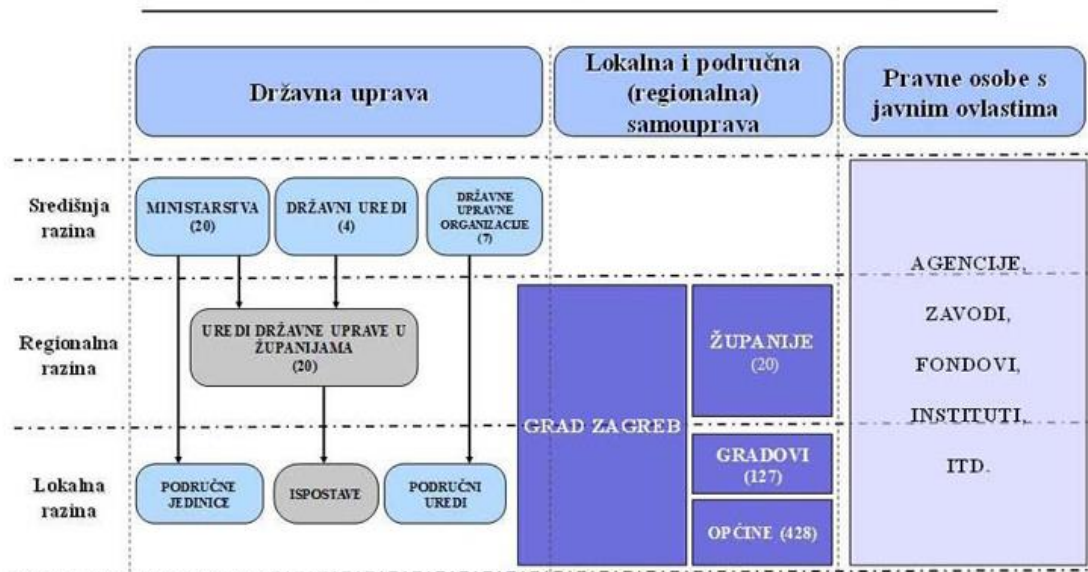 Državna uprava
Lokalna i područna
(regionalna)
samouprava
Pravne osobe s
javnim ovlastima
Središnja
razina
MINISTARSTVA
(20)
DRŽAVNI UREDI
(4)
DRŽAVNE
UPRAVNE
ORGANIZACIJE
(7)
Regionalna
razina
UREDI DRŽAVNE UPRAVE U
ŽUPANIJAMA
(20)
Lokalna
razina
PODRUČNE
JEDINICE
ISPOSTAVE
PODRUČNI
UREDI
GRAD ZAGREB
ŽUPANIJE
(20)
GRADOVI
(127)
OPĆINE (428)
AGENCIJE,
ZAVODI,
FONDOVI,
INSTITUTI,
ITD.